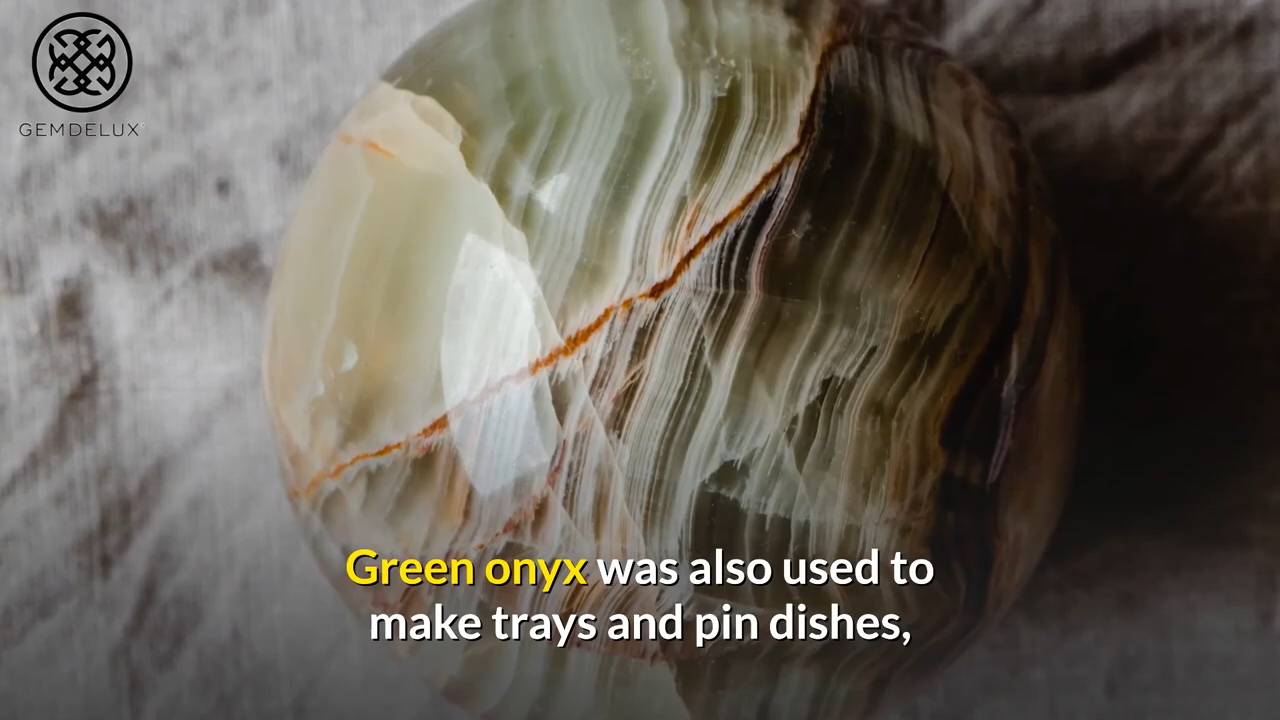 GEMDELUX
Green onyx was also used to
make trays and pin dishes,